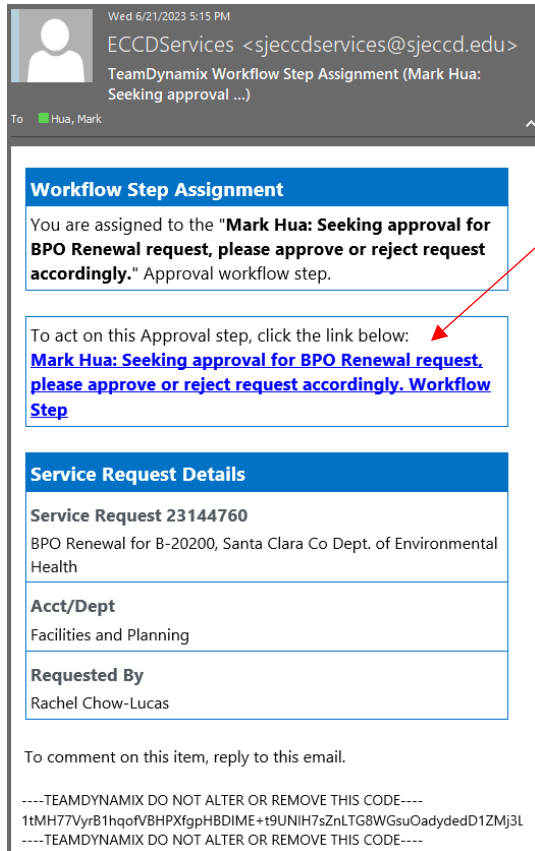 Wed 6/21/2023 5:15 PM
ECCDServices <sjeccdservices@sjeccd.edu>
TeamDynamix Workflow Step Assignment (Mark Hua:
Seeking approval ...)
To Hua, Mark
Workflow Step Assignment
You are assigned to the "Mark Hua: Seeking approval for
BPO Renewal request, please approve or reject request
accordingly." Approval workflow step.
To act on this Approval step, click the link below:
Mark Hua: Seeking approval for BPO Renewal request,
please approve or reject request accordingly. Workflow
Step
Service Request Details
Service Request 23144760
BPO Renewal for B-20200, Santa Clara Co Dept. of Environmental
Health
Acct/Dept
Facilities and Planning
Requested By
Rachel Chow-Lucas
To comment on this item, reply to this email.
----TEAMDYNAMIX DO NOT ALTER OR REMOVE THIS CODE----
1tMH77VyrB1hqofVBHPXfgpHBDIME+t9UNIH7sZnLTG8WGsuOadydedD1ZMj3L
----TEAMDYNAMIX DO NOT ALTER OR REMOVE THIS CODE----